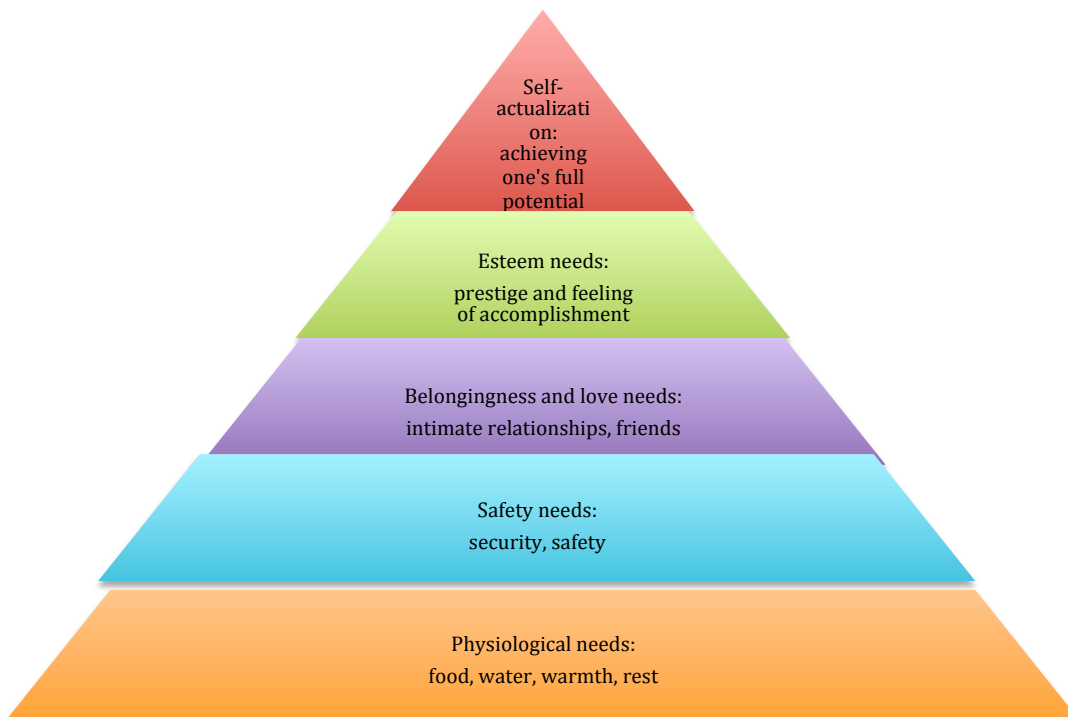 Self-
actualizati
on:
achieving
one's full
potential
Esteem needs:
prestige and feeling
of accomplishment
Belongingness and love needs:
intimate relationships, friends
Safety needs:
security, safety
Physiological needs:
food, water, warmth, rest